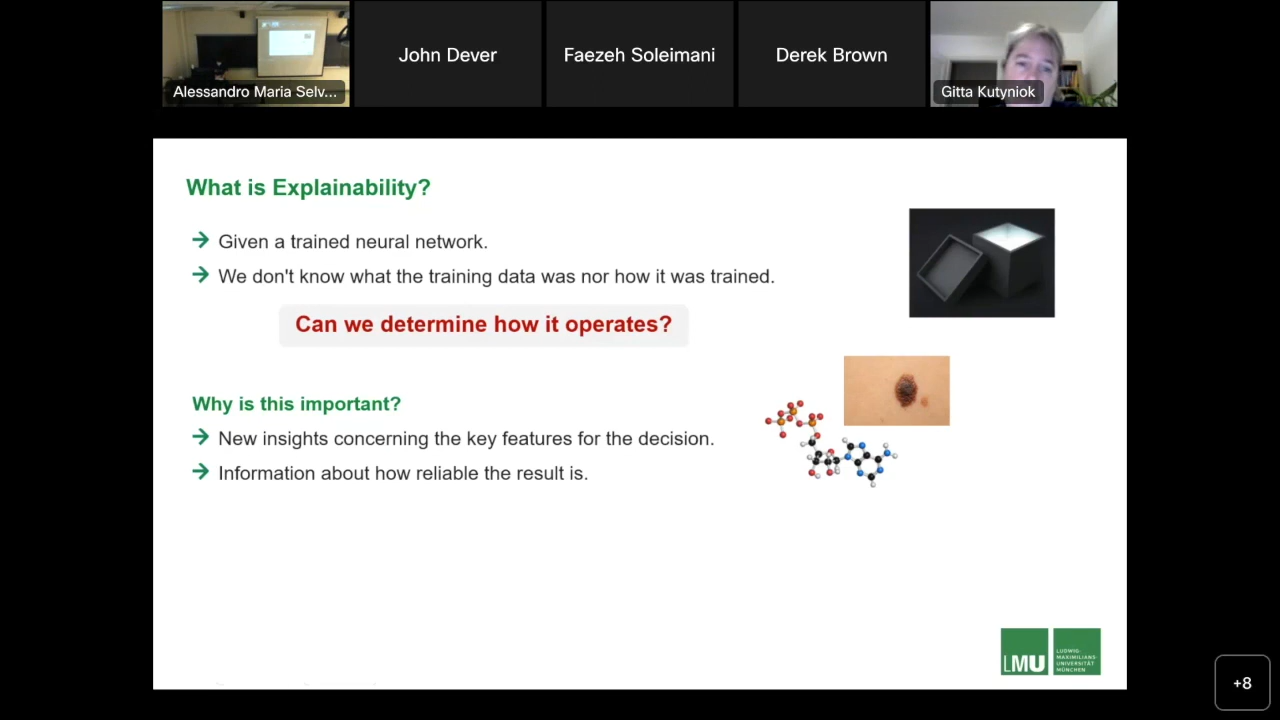 Alessandro Maria Selv...
John Dever
Faezeh Soleimani
Derek Brown
Gitta Kutyniok
What is Explainability?
→ Given a trained neural network.
→ We don't know what the training data was nor how it was trained.
Can we determine how it operates?
Why is this important?
→ New insights concerning the key features for the decision.
→ Information about how reliable the result is.
LMU
LUDWIG-
MAXIMILIANS
UNIVERSITÄT
MÜNCHEN
+8